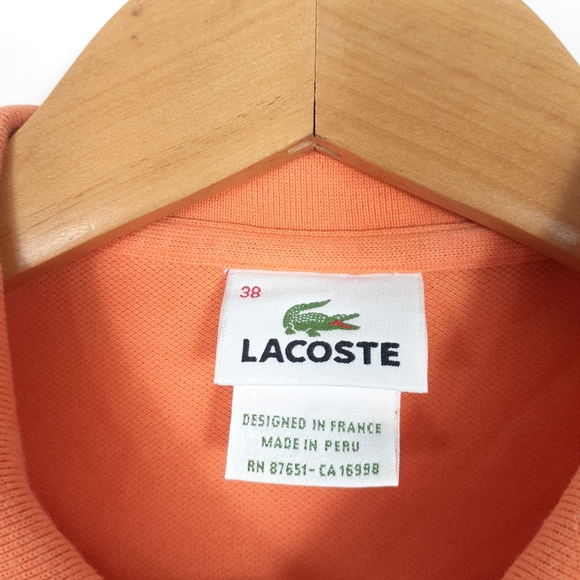 38
LACOSTE
DESIGNED IN FRANCE
MADE IN PERU
RN 87651-CA 16998